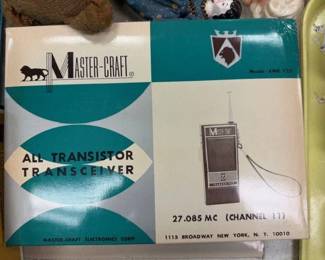 MASTER-CRAFT
ALL TRANSISTOR
TRANSCEIVER
27.085 MC (CHANNEL 11)
MASTER-CRAFT ELECTRONICS CORP.
1115 BROADWAY NEW YORK, N. Y. 10010